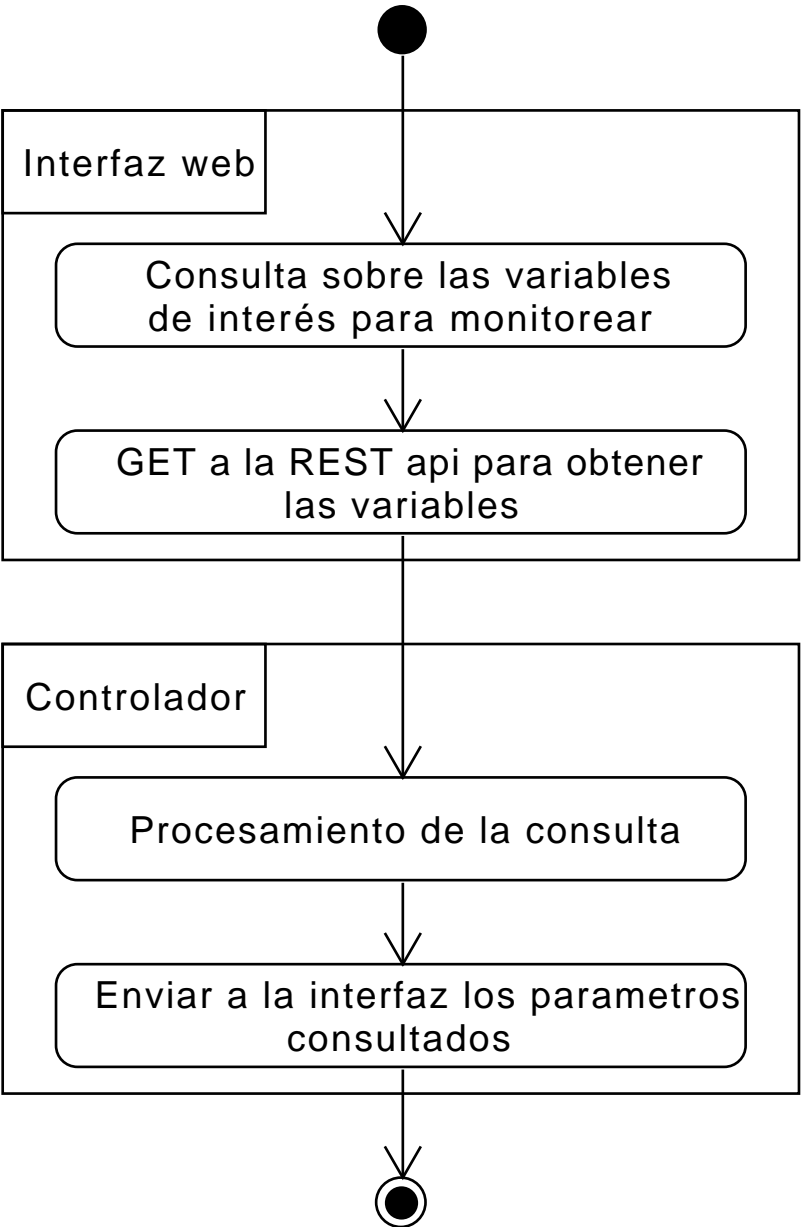 Interfaz web
Consulta sobre las variables
de interés para monitorear
GET a la REST api para obtener
las variables
Controlador
Procesamiento de la consulta
Enviar a la interfaz los parametros
consultados